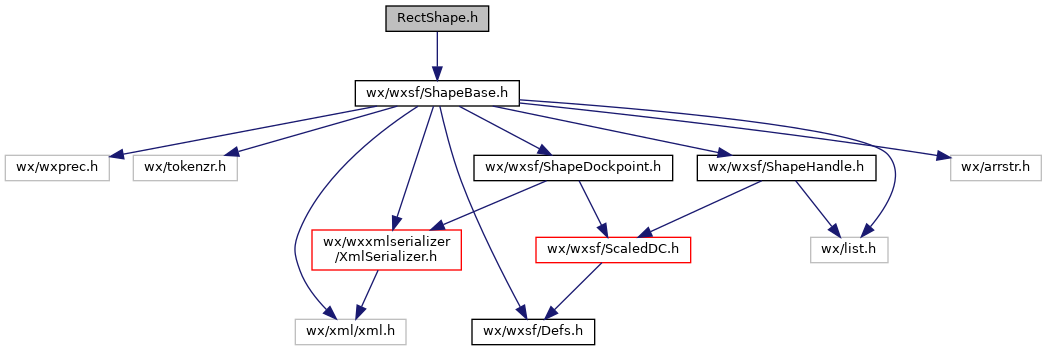 RectShape.h
wx/wxsf/ShapeBase.h
wx/wxprec.h
wx/tokenzr.h
wx/wxsf/ShapeDockpoint.h
wx/wxsf/ShapeHandle.h
wx/arrstr.h
wx/wxxmlserializer
/XmlSerializer.h
wx/wxsf/ScaledDC.h
wx/list.h
wx/xml/xml.h
wx/wxsf/Defs.h